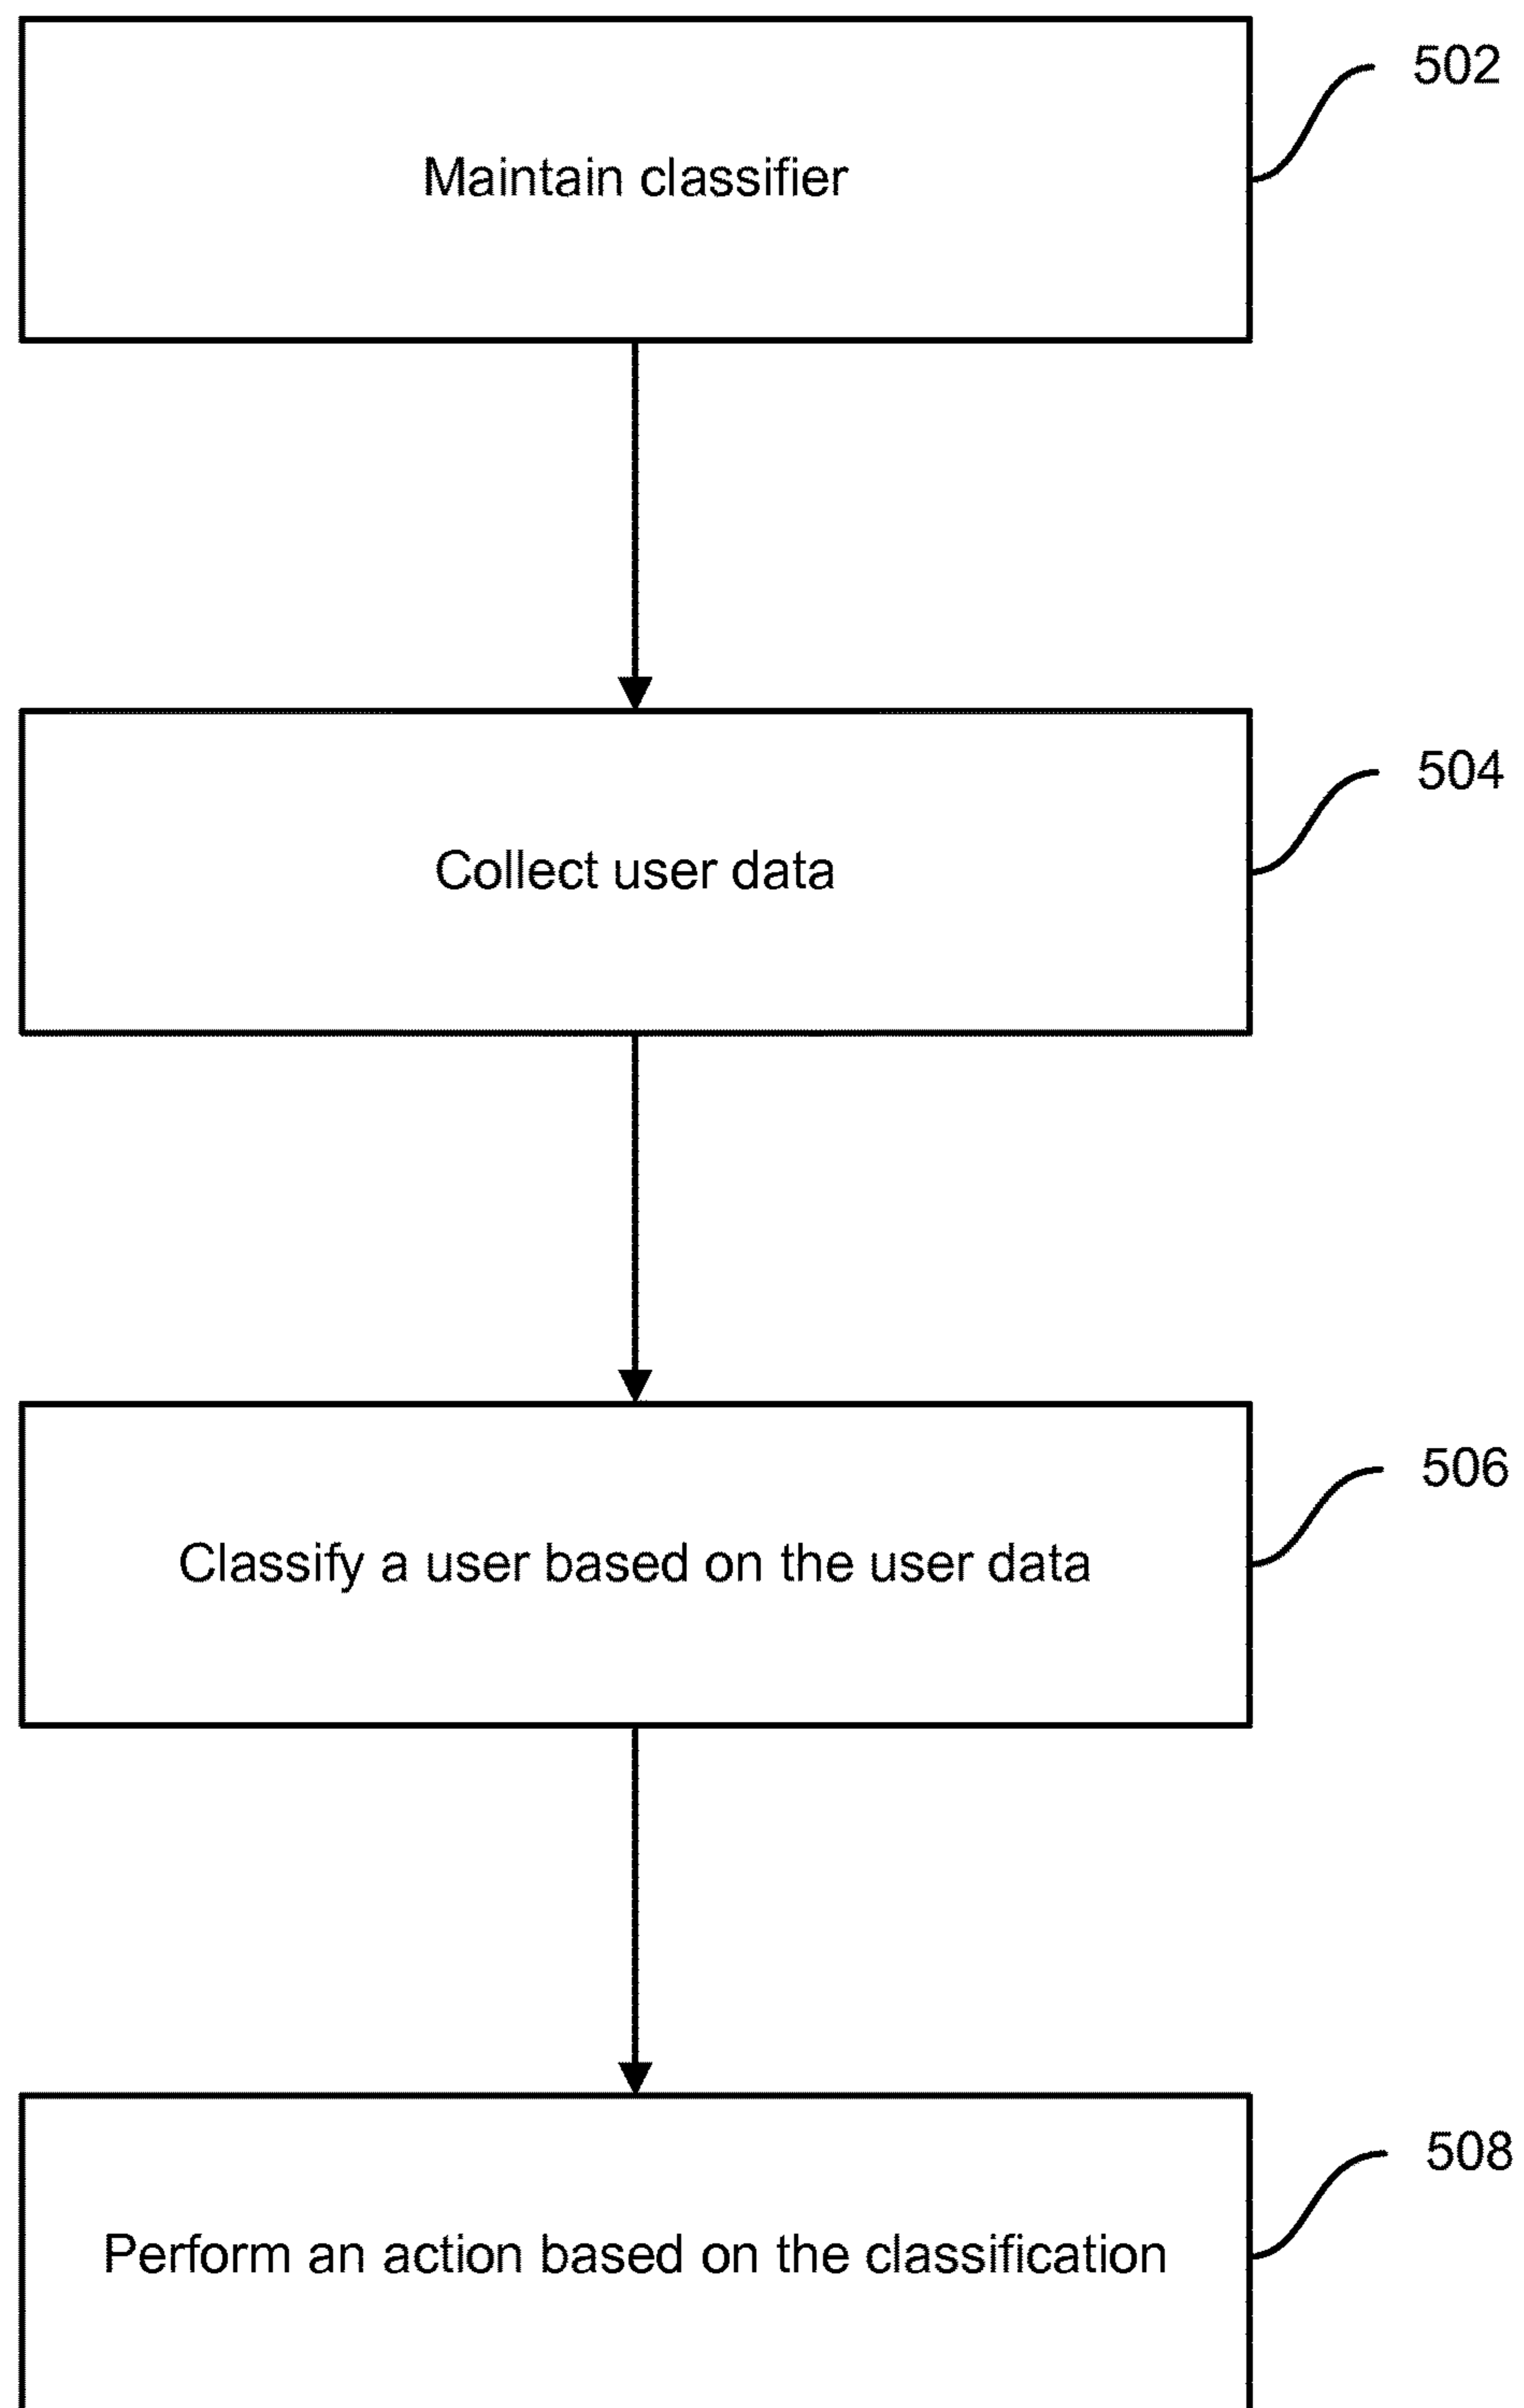 502
Maintain classifier
504
Collect user data
506
Classify a user based on the user data
508
Perform an action based on the classification